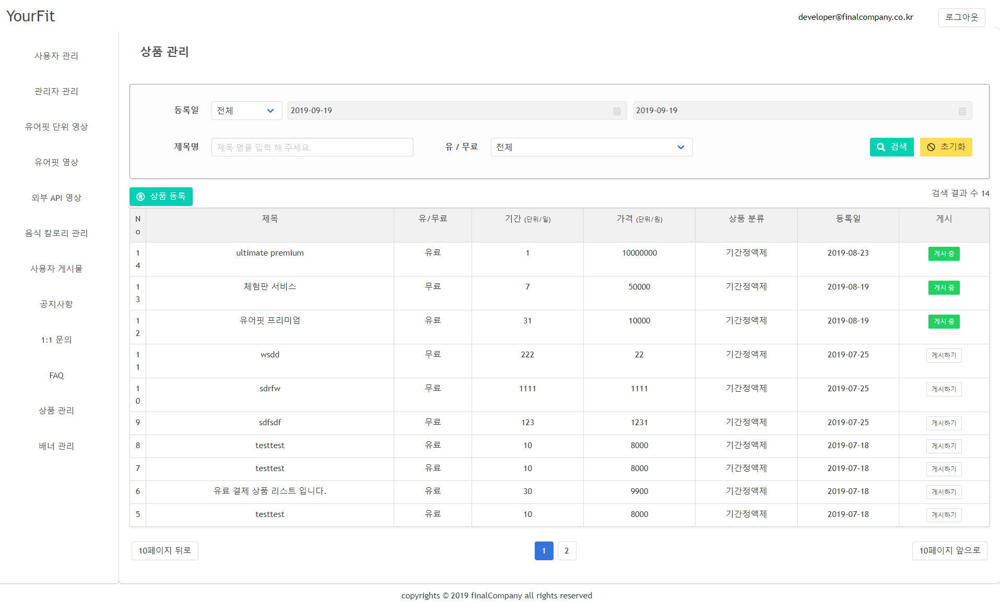 YourFit
developer@finalcompany.co.kr
로그아웃
사용자 관리
관리자 관리
유어핏 단위 영상
유어핏 영상
외부 API 영상
음식 칼로리 관리
사용자 게시물
공지사항
1:1 문의
FAQ
상품 관리
배너 관리
상품 관리
등록일 전체 2019-09-19 2019-09-19
제목명 제목 명을 입력 해 주세요. 유 / 무료 전체 검색 초기화
® 상품 등록
검색 결과 수 14
No 제목 유/무료 기간 (단위/일) 가격 (단위/원) 상품 분류 등록일 게시
14 ultimate premium 유료 1 10000000 기간정액제 2019-08-23 게시 중
13 체험판 서비스 무료 7 50000 기간정액제 2019-08-19 게시 중
12 유어핏 프리미엄 유료 31 10000 기간정액제 2019-08-19 게시 중
11 wsdd 무료 222 22 기간정액제 2019-07-25 게시하기
10 sdrfw 무료 1111 1111 기간정액제 2019-07-25 게시하기
9 sdfsdf 무료 123 1231 기간정액제 2019-07-25 게시하기
8 testtest 유료 10 8000 기간정액제 2019-07-18 게시하기
7 testtest 유료 10 8000 기간정액제 2019-07-18 게시하기
6 유료 결제 상품 리스트 입니다. 유료 30 9900 기간정액제 2019-07-18 게시하기
5 testtest 유료 10 8000 기간정액제 2019-07-18 게시하기
10페이지 뒤로 1 2 10페이지 앞으로
copyrights © 2019 finalCompany all rights reserved